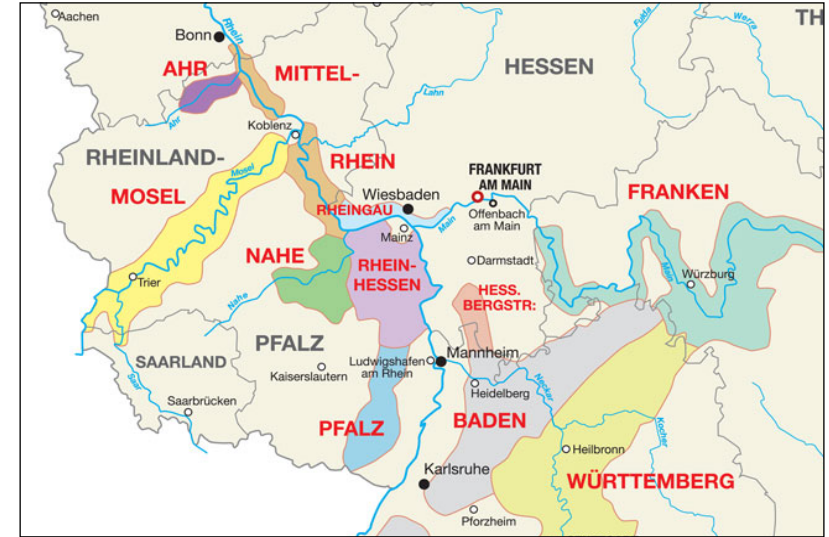 Aachen
Rhein
Bonn
TH
Fulda
Werra
AHR
MITTEL-
HESSEN
Lahn
Ahr
Koblenz
RHEINLAND-
RHEIN
FRANKFURT
AM MAIN
MOSEL
Mosel
Wiesbaden
FRANKEN
RHEINGAU
Main
Offenbach
am Main
Mainz
NAHE
RHEIN-
HESSEN
Darmstadt
Main
Würzburg
Trier
Nahe
HESS.
BERGSTR:
PFALZ
SAARLAND
Ludwigshafen
am Rhein
Mannheim
Kaiserslautern
Saar
Heidelberg
Neckar
Saarbrücken
PFALZ
BADEN
Kocher
Heilbronn
Karlsruhe
WÜRTTEMBERG
Pforzheim